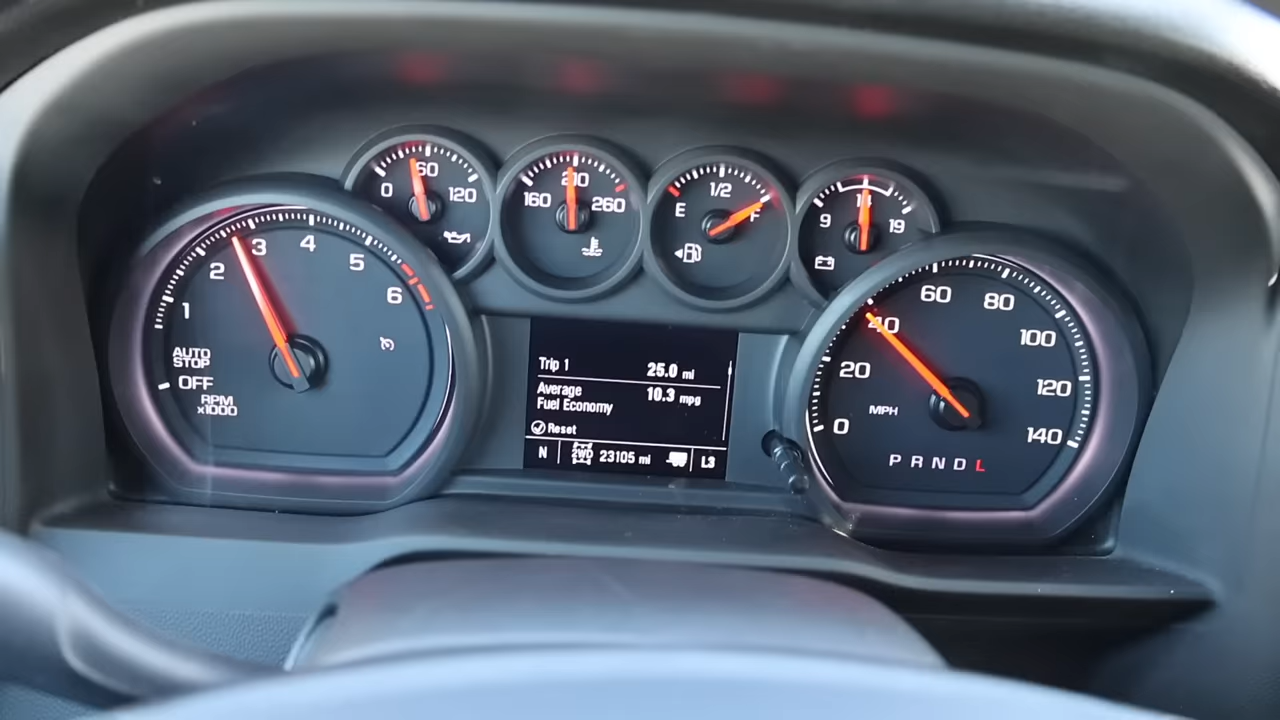 0 60 120
160 210 260
E 1/2 F
9 14 19
1 2 3 4 5 6
AUTO
STOP
OFF
RPM
x1000
Trip 1 25.0 mi
Average
Fuel Economy 10.3 mpg
Reset
N 2WD 23105 mi L3
0 20 40 60 80 100 120 140
MPH
P R N D L